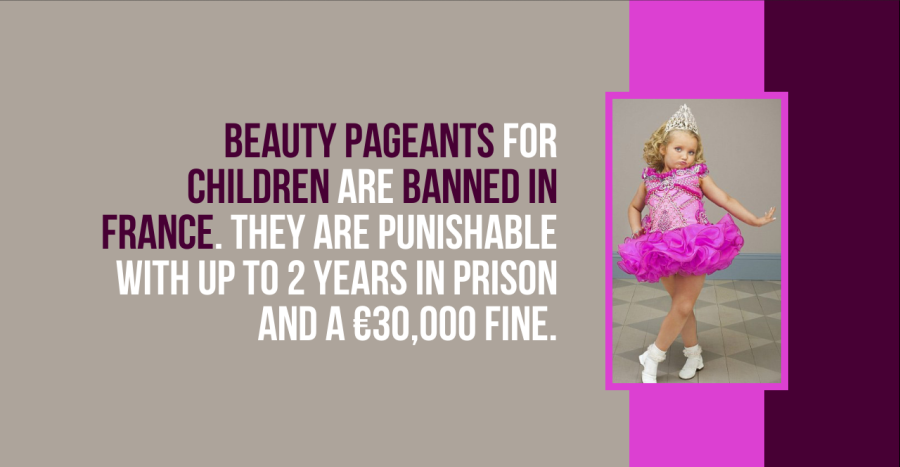 BEAUTY PAGEANTS FOR
CHILDREN ARE BANNED IN
FRANCE. THEY ARE PUNISHABLE
WITH UP TO 2 YEARS IN PRISON
AND A €30,000 FINE.